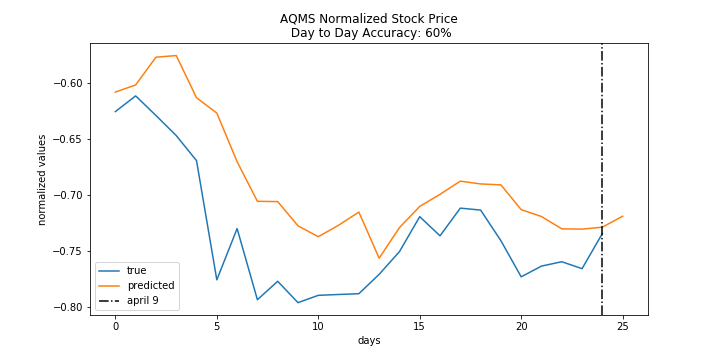 AQMS Normalized Stock Price
Day to Day Accuracy: 60%
normalized values
−0.60
−0.65
−0.70
−0.75
−0.80
true
predicted
april 9
0
5
10
15
20
25
days